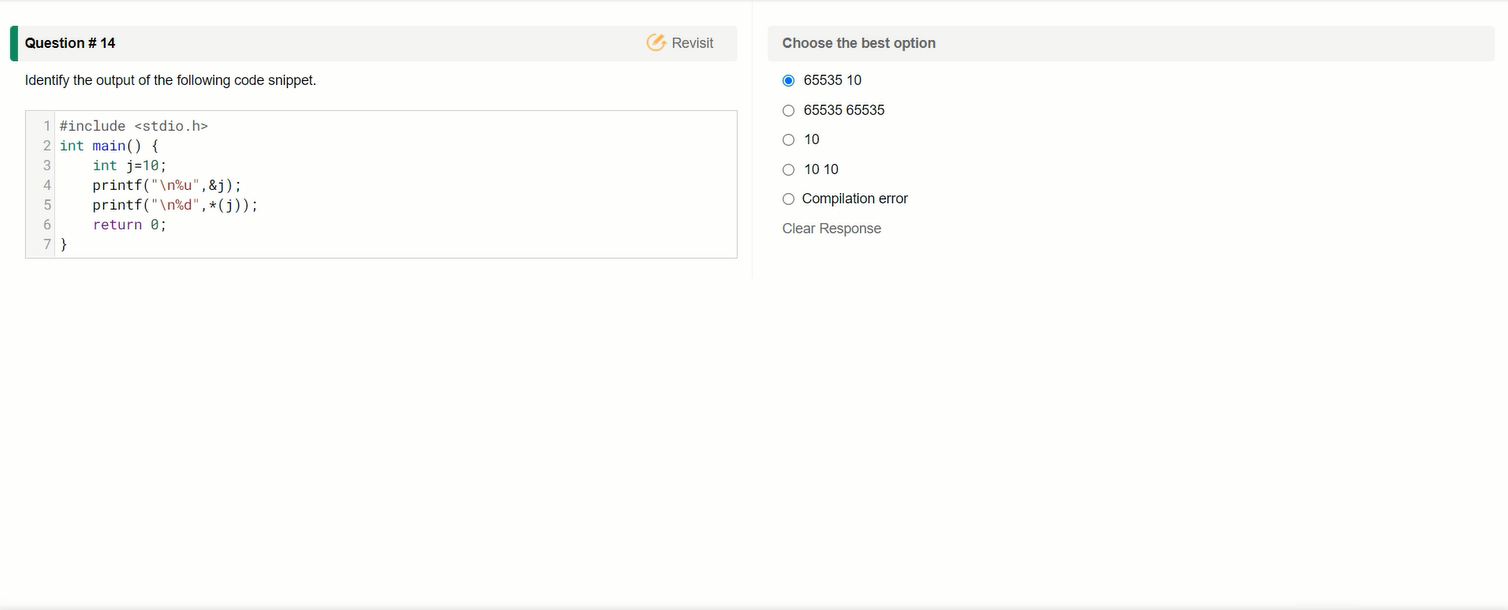 Question # 14
Revisit
Identify the output of the following code snippet.
1 #include <stdio.h>
2 int main() {
3     int j=10;
4     printf("\n%u",&j);
5     printf("\n%d",*(j));
6     return 0;
7 }
Choose the best option
65535 10
65535 65535
10
10 10
Compilation error
Clear Response